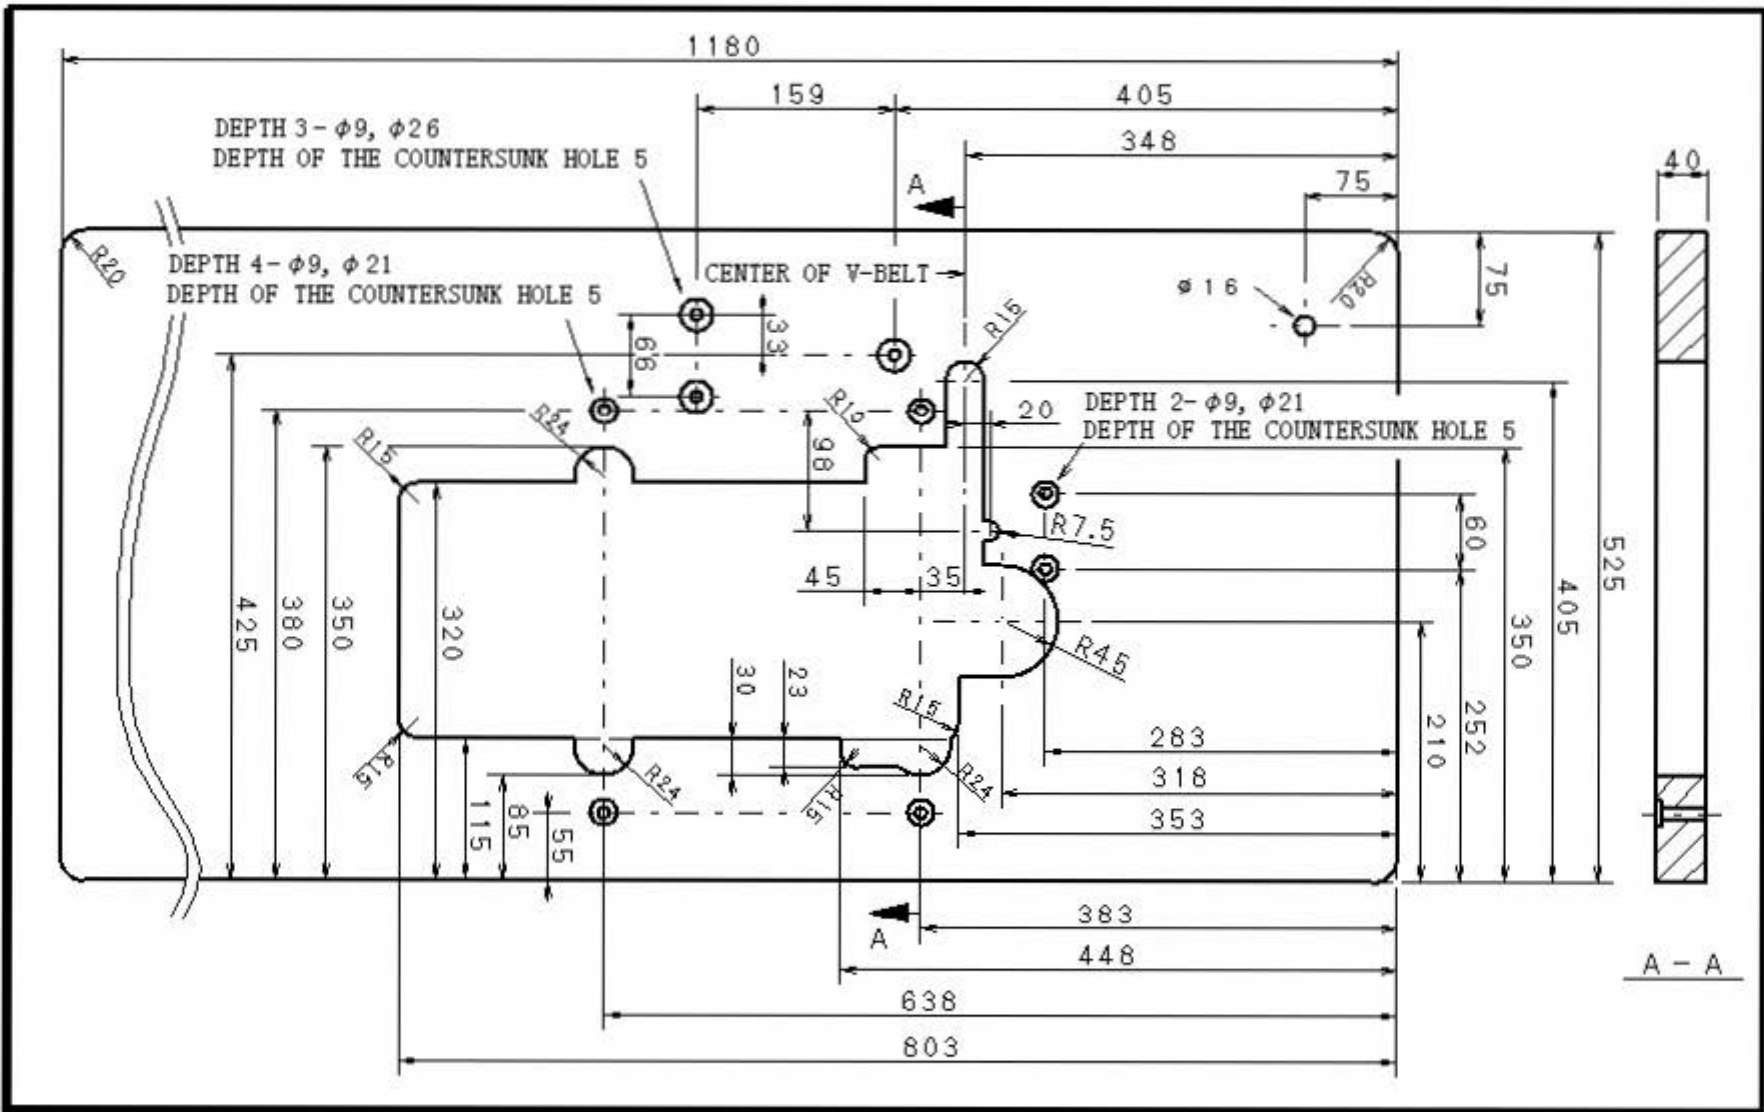 1180
159
405
DEPTH 3-φ9, φ26
DEPTH OF THE COUNTERSUNK HOLE 5
348
A
75
40
R20
DEPTH 4-φ9, φ21
DEPTH OF THE COUNTERSUNK HOLE 5
CENTER OF V-BELT
ø16
R20
75
66
33
R15
R24
R10
R15
20
DEPTH 2-φ9, φ21
DEPTH OF THE COUNTERSUNK HOLE 5
98
R7.5
60
525
45
35
425
380
350
320
405
350
R45
30
23
R15
283
252
210
R15
R24
R15
R24
318
353
115
85
55
383
A
448
A - A
638
803